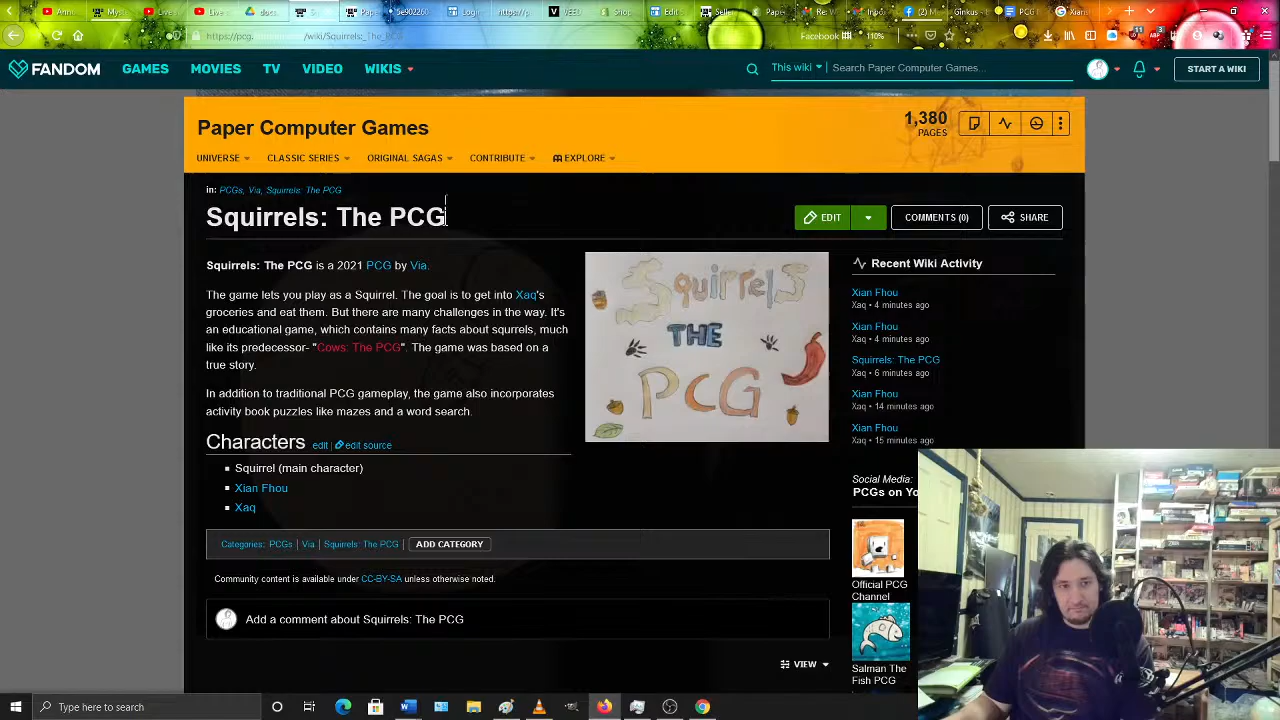 https://pcg. /wiki/Squirrels:_The_PCG
Facebook
110%
FANDOM
GAMES
MOVIES
TV
VIDEO
WIKIS
This wiki
Search Paper Computer Games...
START A WIKI
Paper Computer Games
1,380
PAGES
UNIVERSE
CLASSIC SERIES
ORIGINAL SAGAS
CONTRIBUTE
EXPLORE
in: PCGs, Via, Squirrels: The PCG
Squirrels: The PCG
EDIT
COMMENTS (0)
SHARE
Squirrels: The PCG is a 2021 PCG by Via.
The game lets you play as a Squirrel. The goal is to get into Xaq's
groceries and eat them. But there are many challenges in the way. It's
an educational game, which contains many facts about squrrels, much
like its predecessor- "Cows: The PCG". The game was based on a
true story.
In addition to traditional PCG gameplay, the game also incorporates
activity book puzzles like mazes and a word search.
Squirrels
THE
PCG
Recent Wiki Activity
Xian Fhou
Xaq • 4 minutes ago
Xian Fhou
Xaq • 4 minutes ago
Squirrels: The PCG
Xaq • 6 minutes ago
Xian Fhou
Xaq • 14 minutes ago
Xian Fhou
Xaq • 15 minutes ago
Characters
edit
edit source
Squirrel (main character)
Xian Fhou
Xaq
Categories: PCGs | Via | Squirrels: The PCG
ADD CATEGORY
Community content is available under CC-BY-SA unless otherwise noted.
Add a comment about Squirrels: The PCG
VIEW
Social Media:
PCGs on Yo
Official PCG
Channel
Salman The
Fish PCG
Type here to search